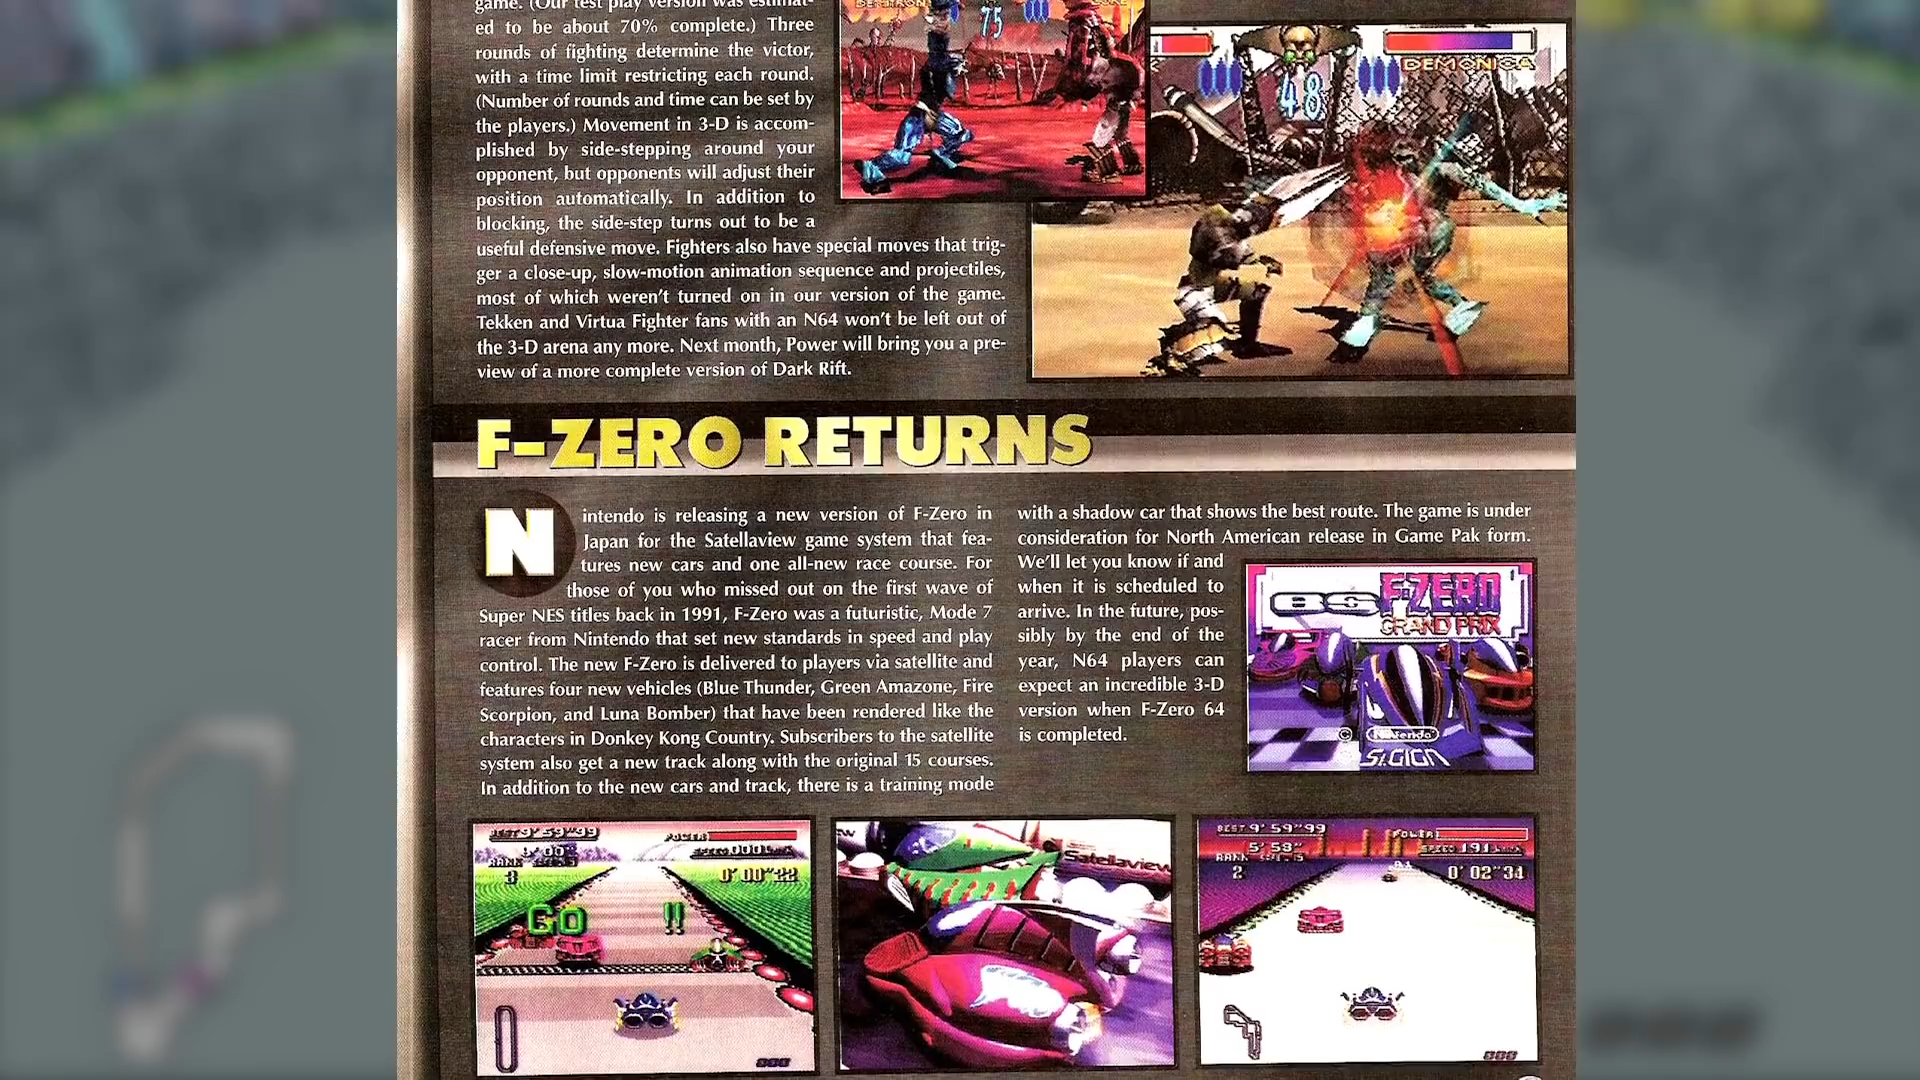 game. (Our test play version was estimat-
ed to be about 70% complete.) Three
rounds of fighting determine the victor,
with a time limit restricting each round.
(Number of rounds and time can be set by
the players.) Movement in 3-D is accom-
plished by side-stepping around your
opponent, but opponents will adjust their
position automatically. In addition to
blocking, the side-step turns out to be a
useful defensive move. Fighters also have special moves that trig-
ger a close-up, slow-motion animation sequence and projectiles,
most of which weren't turned on in our version of the game.
Tekken and Virtua Fighter fans with an N64 won't be left out of
the 3-D arena any more. Next month, Power will bring you a pre-
view of a more complete version of Dark Rift.
75
48
DEMONICA
F-ZERO RETURNS
Nintendo is releasing a new version of F-Zero in
Japan for the Satellaview game system that fea-
tures new cars and one all-new race course. For
those of you who missed out on the first wave of
Super NES titles back in 1991, F-Zero was a futuristic, Mode 7
racer from Nintendo that set new standards in speed and play
control. The new F-Zero is delivered to players via satellite and
features four new vehicles (Blue Thunder, Green Amazone, Fire
Scorpion, and Luna Bomber) that have been rendered like the
characters in Donkey Kong Country. Subscribers to the satellite
system also get a new track along with the original 15 courses.
In addition to the new cars and track, there is a training mode
with a shadow car that shows the best route. The game is under
consideration for North American release in Game Pak form.
We'll let you know if and
when it is scheduled to
arrive. In the future, pos-
sibly by the end of the
year, N64 players can
expect an incredible 3-D
version when F-Zero 64
is completed.
BS F-ZERO
GRAND PRIX
© Nintendo
St.GIGA
BEST 9'59"99
POWER
RANK
3
0'00"22
GO !!
Satellaview
BEST 9'59"99
POWER
5'58"
SPEED 191
RANK
2
0'02"34